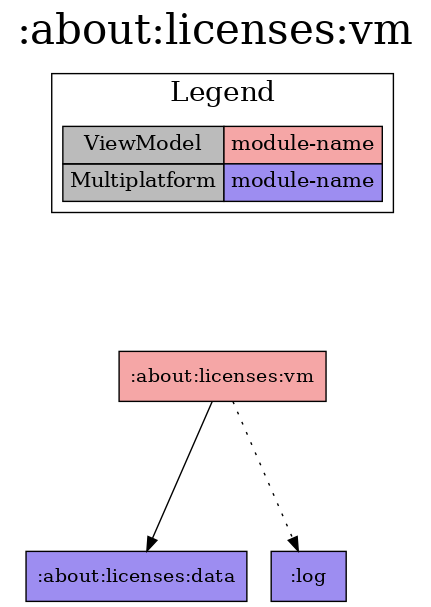 :about:licenses:vm
Legend
ViewModel module-name
Multiplatform module-name
:about:licenses:vm
:about:licenses:data :log